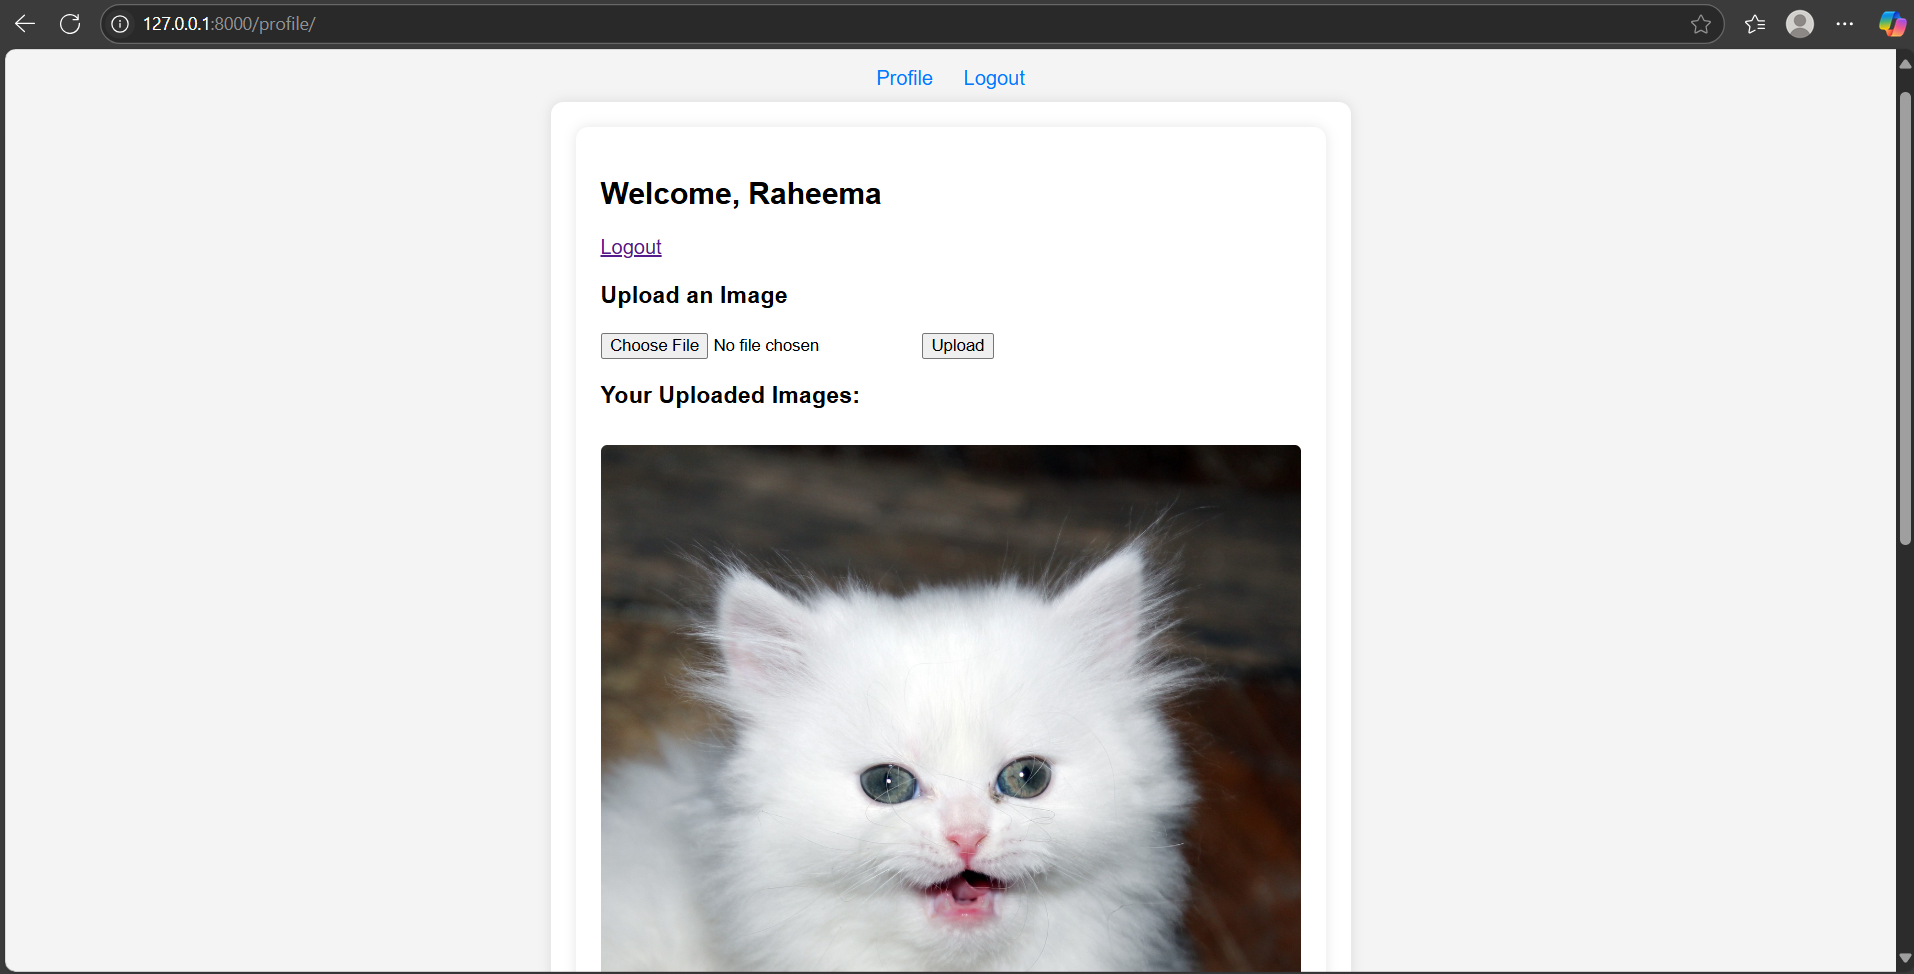 127.0.0.1:8000/profile/
Profile Logout
Welcome, Raheema
Logout
Upload an Image
Choose File No file chosen Upload
Your Uploaded Images: